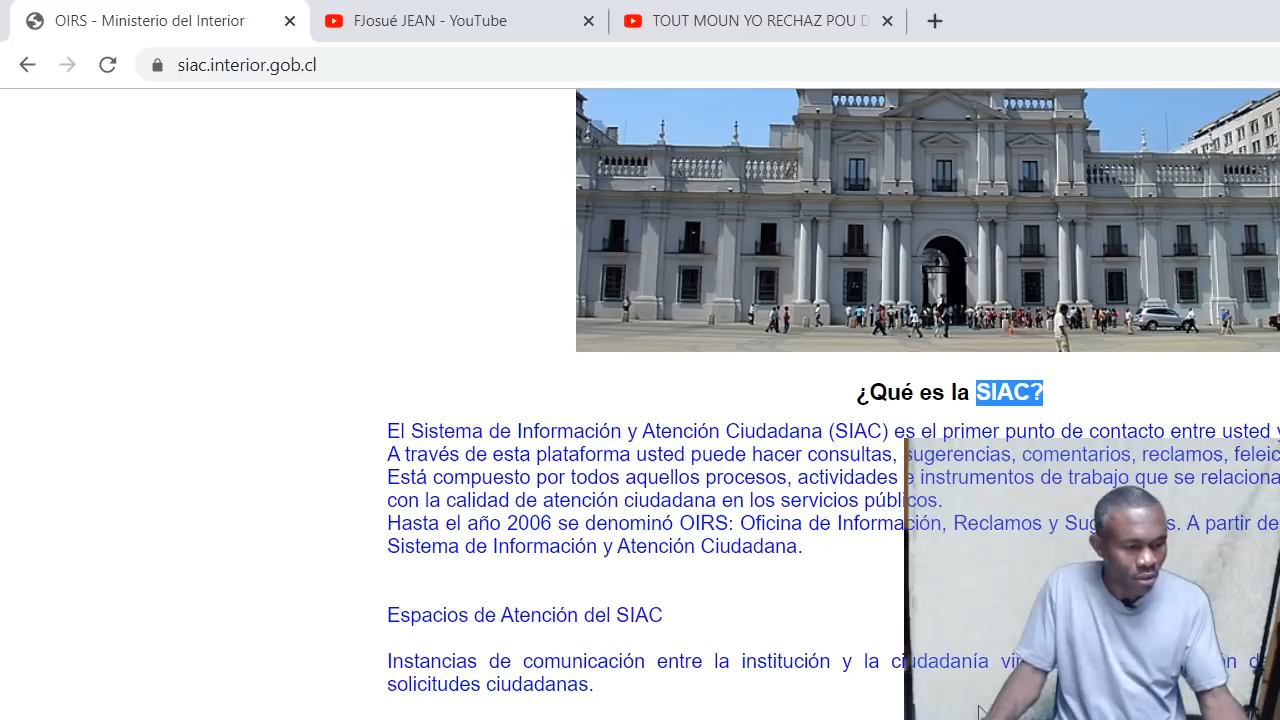 OIRS - Ministerio del Interior
FJosué JEAN - YouTube
TOUT MOUN YO RECHAZ POU
siac.interior.gob.cl
¿Qué es la SIAC?
El Sistema de Información y Atención Ciudadana (SIAC) es el primer punto de contacto entre usted y
A través de esta plataforma usted puede hacer consultas, sugerencias, comentarios, reclamos, feleic
Está compuesto por todos aquellos procesos, actividades e instrumentos de trabajo que se relaciona
con la calidad de atención ciudadana en los servicios públicos.
Hasta el año 2006 se denominó OIRS: Oficina de Información, Reclamos y Sug s. A partir de
Sistema de Información y Atención Ciudadana.
Espacios de Atención del SIAC
Instancias de comunicación entre la institución y la ciudadanía
solicitudes ciudadanas.